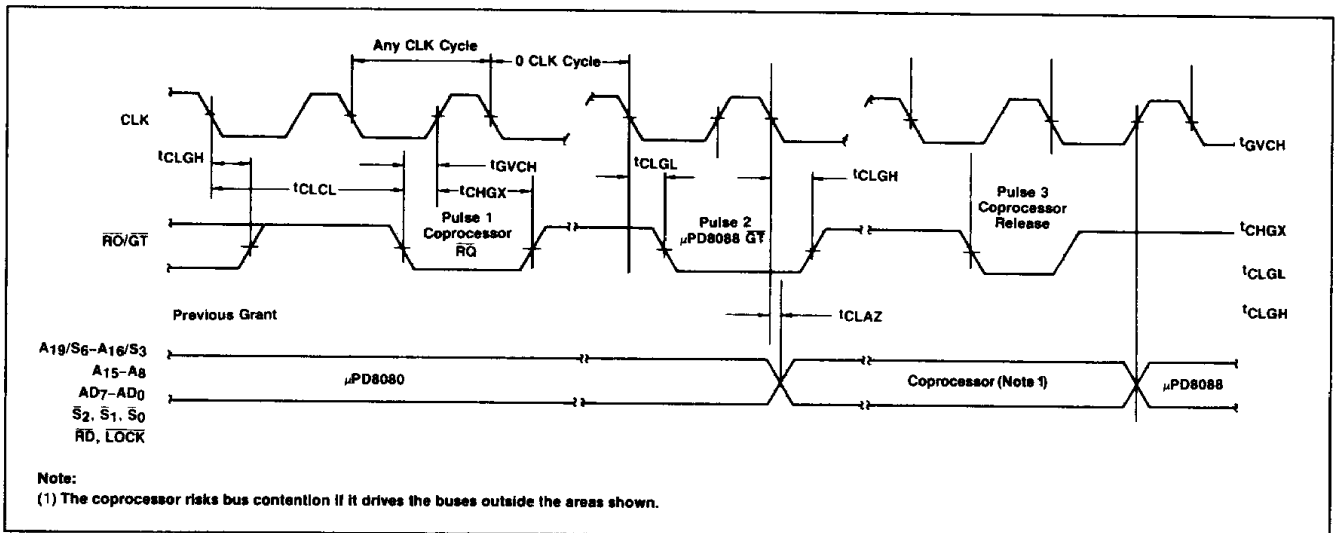 Any CLK Cycle
0 CLK Cycle
CLK
tCLGH
tCLCL
tGVCH
tCHGX
tCLGL
tCLGH
tGVCH
RO/GT
Pulse 1
Coprocessor
RQ
Pulse 2
µPD8088 GT
Pulse 3
Coprocessor
Release
tCHGX
tCLGL
tCLGH
Previous Grant
tCLAZ
A19/S6–A16/S3
A15–A8
AD7–AD0
S2, S1, S0
RD, LOCK
µPD8080
Coprocessor (Note 1)
µPD8088
Note:
(1) The coprocessor risks bus contention if it drives the buses outside the areas shown.